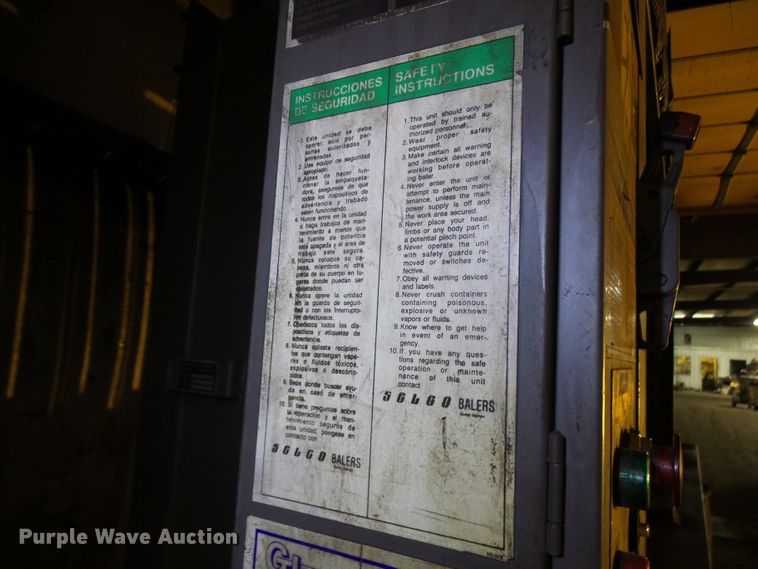 INSTRUCCIONES
DE SEGURIDAD
1. Esta unidad se debe
operar solo por per-
sonas autorizadas y
entrenadas.
2. Use equipo de seguridad
apropiado.
3. Antes de hacer fun-
cionar la empaqueta-
dora, asegurese de que
todos los dispositivos de
advertencia y trabado
esten funcionando.
4. Nunca entre en la unidad
o haga trabajos de man-
tenimiento a menos que
la fuente de potencia
esté apagada y el area de
trabajo este segura.
5. Nunca coloque su ca-
beza, miembros ni otra
parte de su cuerpo en lu-
gares donde puedan ser
6. Nunca opere la unidad
sin la guarda de seguri-
dad o con los interrupto-
res defectuosos.
7. Obedezca todos los dis-
positivos y etiquetas de
advertencia.
8. Nunca aplaste recipien-
tes que contengan vapo-
res o fluidos tóxicos,
explosivos o descono-
cidos.
9. Sepa donde buscar ayu-
da en caso de emer-
gencia.
10. Si tiene preguntas sobre
la operación y el man-
tenimiento seguros de
esta unidad, pongase en
contacto con
SELCO BALERS
SAFETY
INSTRUCTIONS
1. This unit should only be
operated by trained au-
thorized personnel.
2. Wear proper safety
equipment.
3. Make certain all warning
and interlock devices are
working before operat-
ing baler.
4. Never enter the unit or
attempt to perform main-
tenance, unless the main
power supply is off and
the work area secured.
5. Never place your head,
limbs or any body part in
a potential pinch point.
6. Never operate the unit
with safety guards re-
moved or switches de-
fective.
7. Obey all warning devices
and labels.
8. Never crush containers
containing poisonous,
explosive or unknown
vapors or fluids.
9. Know where to get help
in event of an emer-
gency.
10. If you have any ques-
tions regarding the safe
operation or mainte-
nance of this unit
contact
SELCO BALERS
Purple Wave Auction